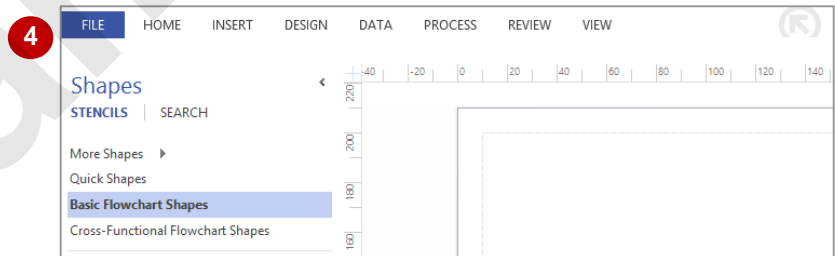 4
FILE HOME INSERT DESIGN DATA PROCESS REVIEW VIEW
-40 -20 0 20 40 60 80 100 120 140
Shapes
STENCILS SEARCH
More Shapes
Quick Shapes
Basic Flowchart Shapes
Cross-Functional Flowchart Shapes
220
200
180
160